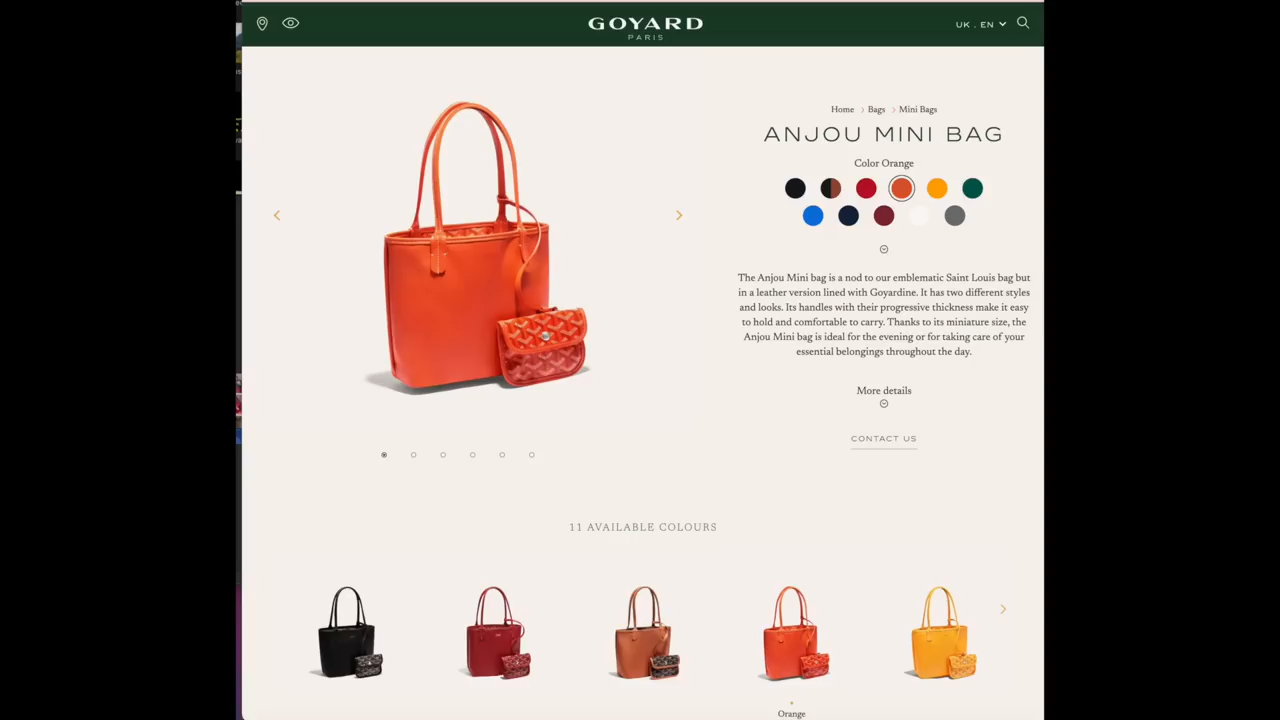 GOYARD
PARIS
UK . EN
Home
Bags
Mini Bags
ANJOU MINI BAG
Color Orange
The Anjou Mini bag is a nod to our emblematic Saint Louis bag but
in a leather version lined with Goyardine. It has two different styles
and looks. Its handles with their progressive thickness make it easy
to hold and comfortable to carry. Thanks to its miniature size, the
Anjou Mini bag is ideal for the evening or for taking care of your
essential belongings throughout the day.
More details
CONTACT US
11 AVAILABLE COLOURS
Orange